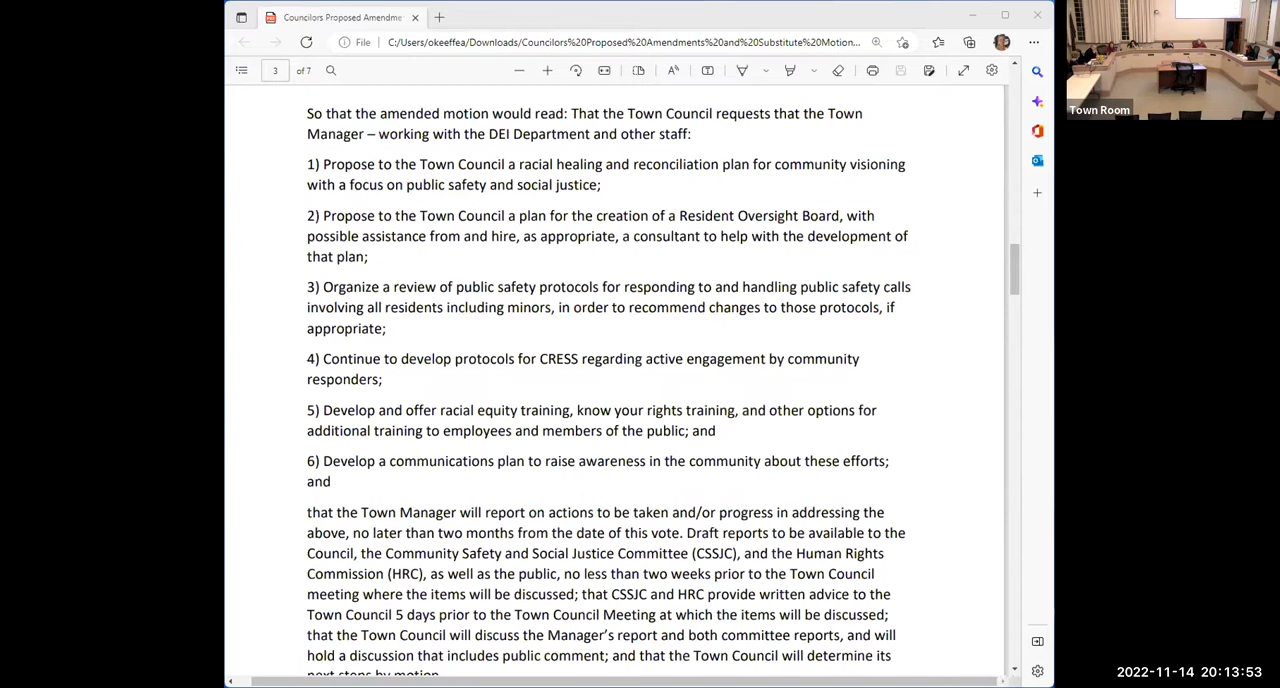 Councilors Proposed Amendme
File
C:/Users/okeeffea/Downloads/Councilors%20Proposed%20Amendments%20and%20Substitute%20Motion...
3 of 7
So that the amended motion would read: That the Town Council requests that the Town
Manager – working with the DEI Department and other staff:
1) Propose to the Town Council a racial healing and reconciliation plan for community visioning
with a focus on public safety and social justice;
2) Propose to the Town Council a plan for the creation of a Resident Oversight Board, with
possible assistance from and hire, as appropriate, a consultant to help with the development of
that plan;
3) Organize a review of public safety protocols for responding to and handling public safety calls
involving all residents including minors, in order to recommend changes to those protocols, if
appropriate;
4) Continue to develop protocols for CRESS regarding active engagement by community
responders;
5) Develop and offer racial equity training, know your rights training, and other options for
additional training to employees and members of the public; and
6) Develop a communications plan to raise awareness in the community about these efforts;
and
that the Town Manager will report on actions to be taken and/or progress in addressing the
above, no later than two months from the date of this vote. Draft reports to be available to the
Council, the Community Safety and Social Justice Committee (CSSJC), and the Human Rights
Commission (HRC), as well as the public, no less than two weeks prior to the Town Council
meeting where the items will be discussed; that CSSJC and HRC provide written advice to the
Town Council 5 days prior to the Town Council Meeting at which the items will be discussed;
that the Town Council will discuss the Manager's report and both committee reports, and will
hold a discussion that includes public comment; and that the Town Council will determine its
next steps by motion.
Town Room
2022-11-14 20:13:53